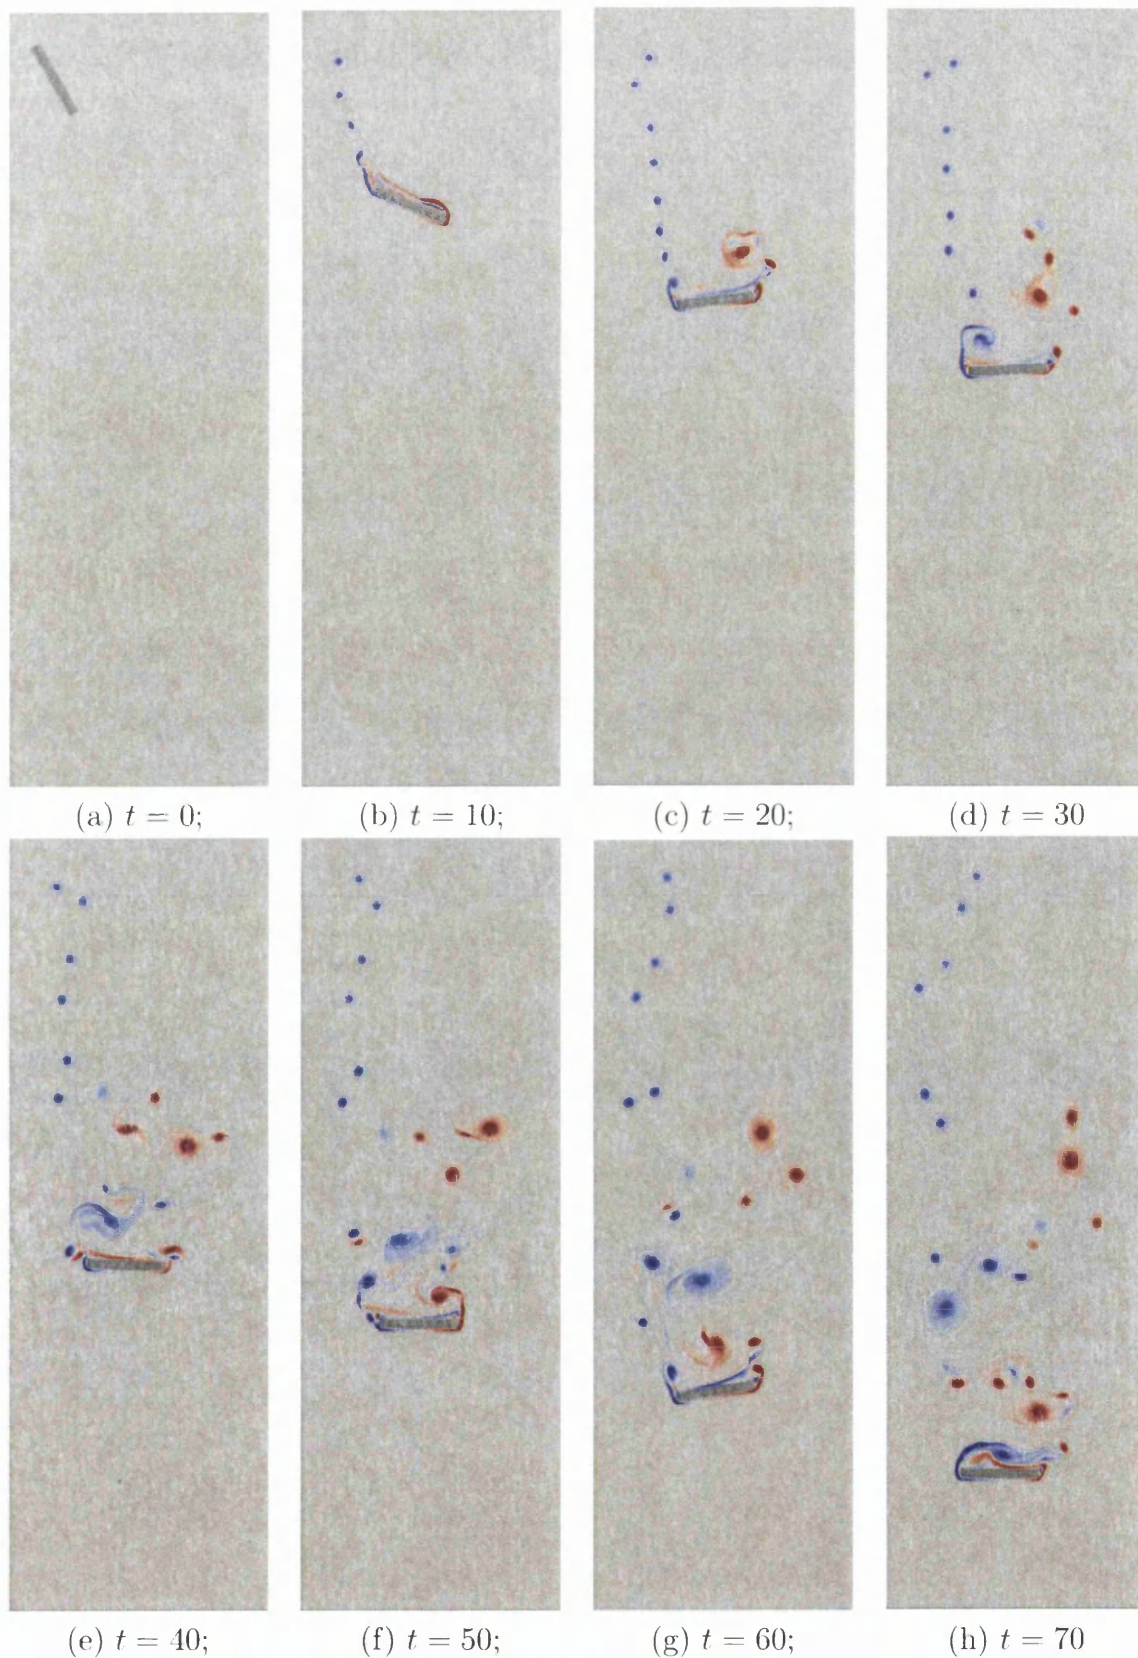 (a) t = 0;
(b) t = 10;
(c) t = 20;
(d) t = 30
(e) t = 40;
(f) t = 50;
(g) t = 60;
(h) t = 70